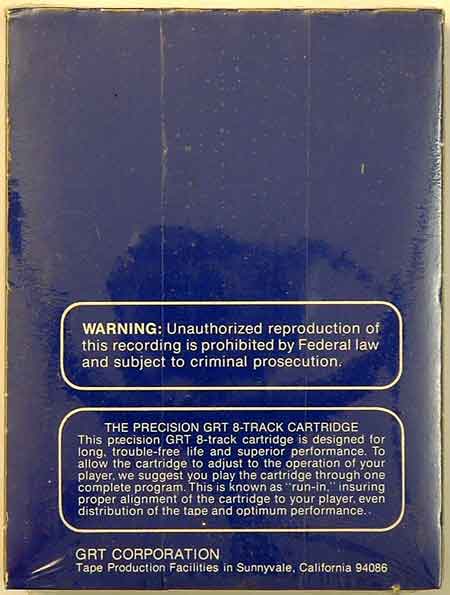 WARNING: Unauthorized reproduction of
this recording is prohibited by Federal law
and subject to criminal prosecution.
THE PRECISION GRT 8-TRACK CARTRIDGE
This precision GRT 8-track cartridge is designed for
long, trouble-free life and superior performance. To
allow the cartridge to adjust to the operation of your
player, we suggest you play the cartridge through one
complete program. This is known as "run-in," insuring
proper alignment of the cartridge to your player, even
distribution of the tape and optimum performance..
GRT CORPORATION
Tape Production Facilities in Sunnyvale, California 94086